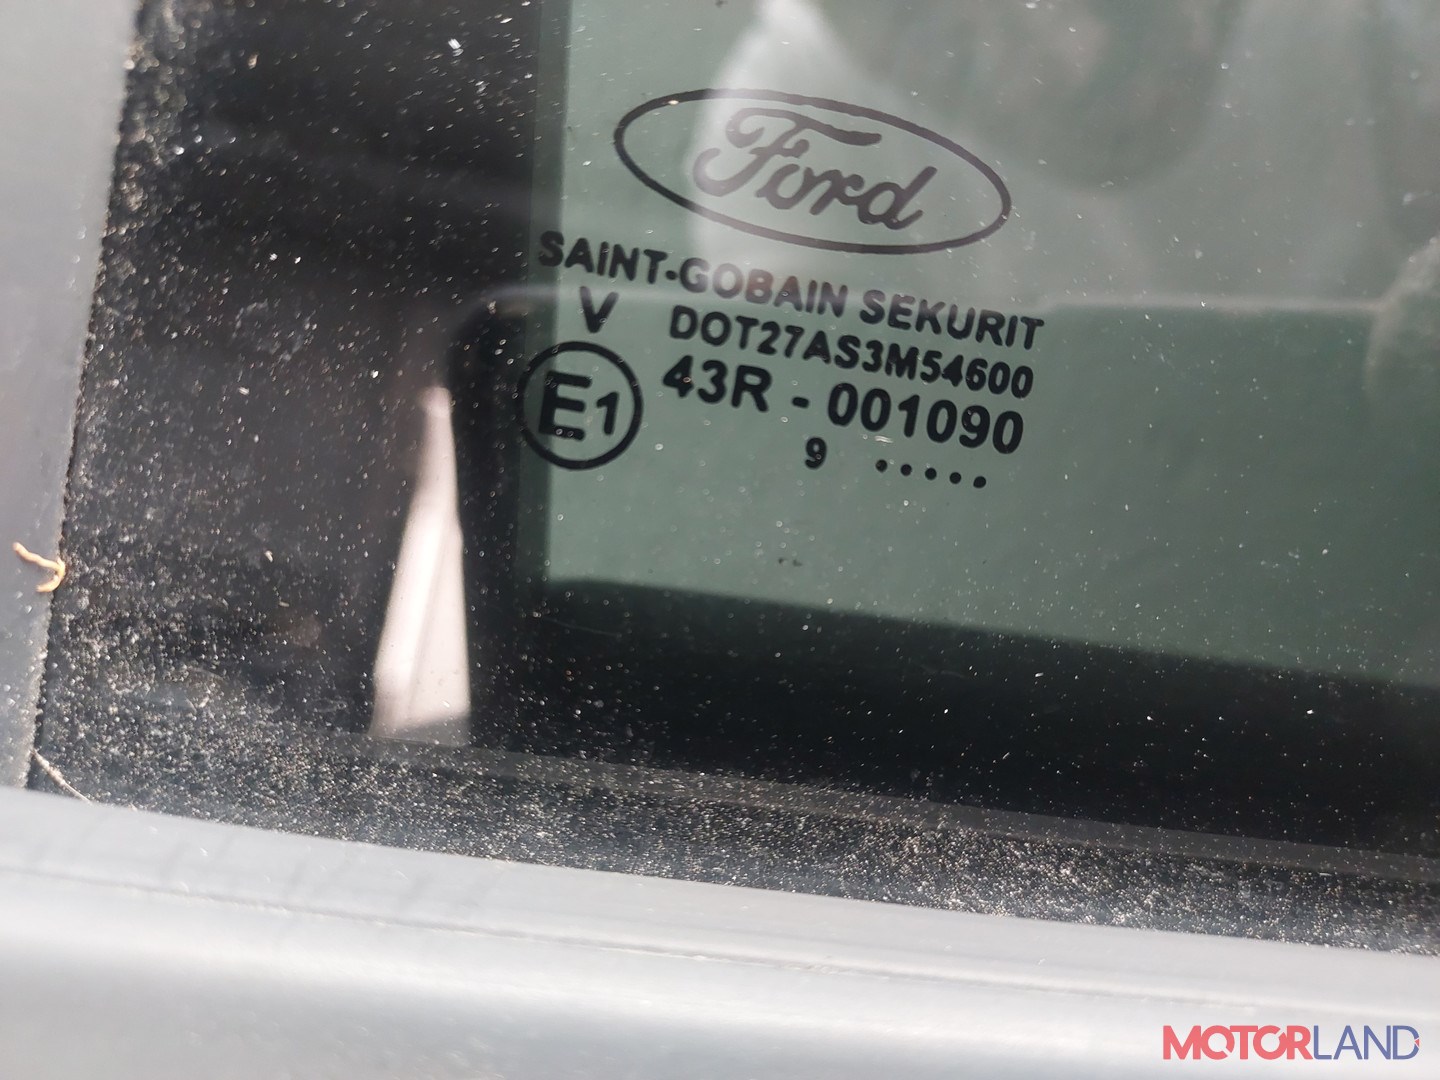 Ford
SAINT-GOBAIN SEKURIT
V DOT27AS3M54600
E1 43R - 001090
9 .....
MOTORLAND